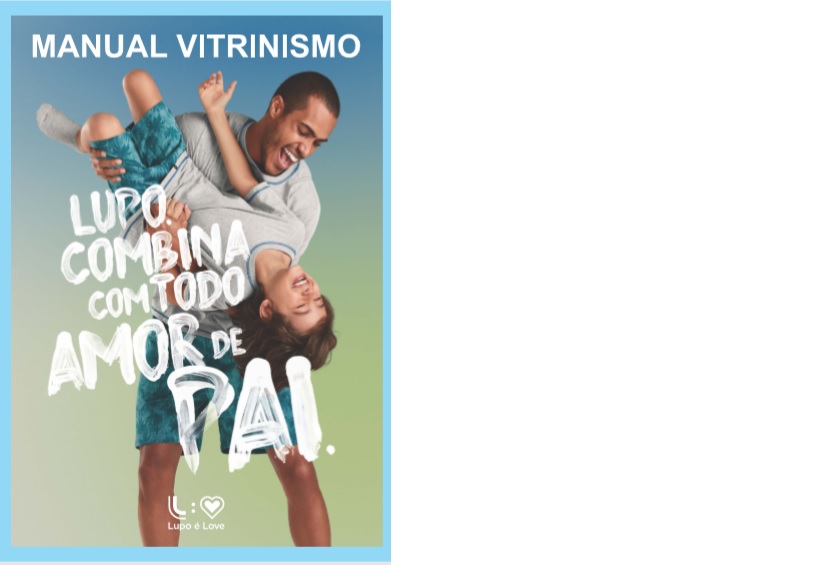 MANUAL VITRINISMO
LUPO.
COMBINA
COM TODO
AMOR DE
PAI.
L:
Lupo é Love